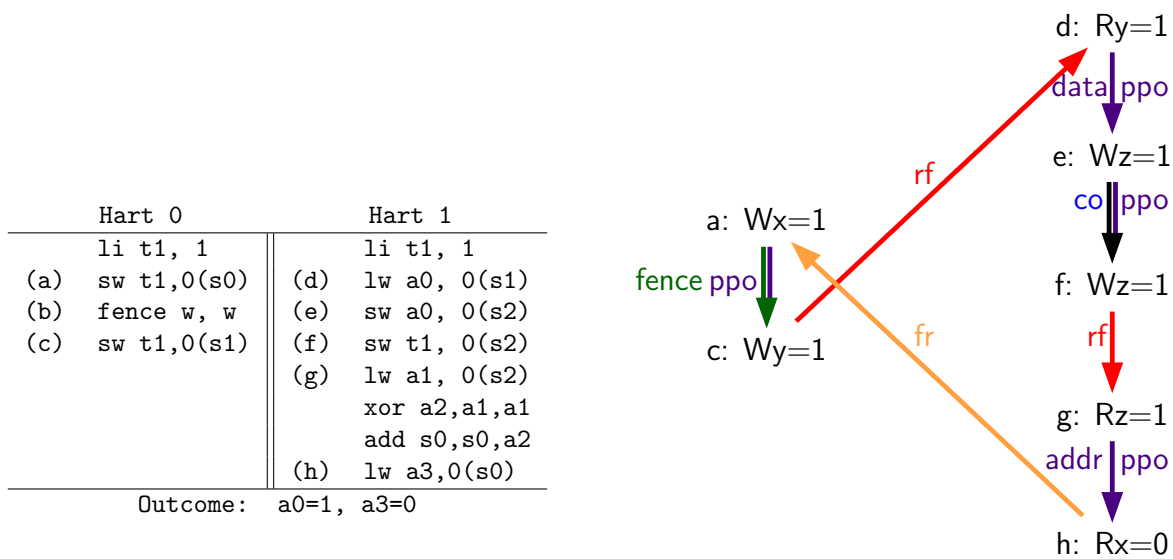 Hart 0 Hart 1
li t1, 1 li t1, 1
(a) sw t1,0(s0) (d) lw a0, 0(s1)
(b) fence w, w (e) sw a0, 0(s2)
(c) sw t1,0(s1) (f) sw t1, 0(s2)
(g) lw a1, 0(s2)
xor a2,a1,a1
add s0,s0,a2
(h) lw a3,0(s0)
Outcome: a0=1, a3=0
d: Ry=1
data ppo
e: Wz=1
rf
co ppo
a: Wx=1
fence ppo
f: Wz=1
c: Wy=1
fr
rf
g: Rz=1
addr ppo
h: Rx=0